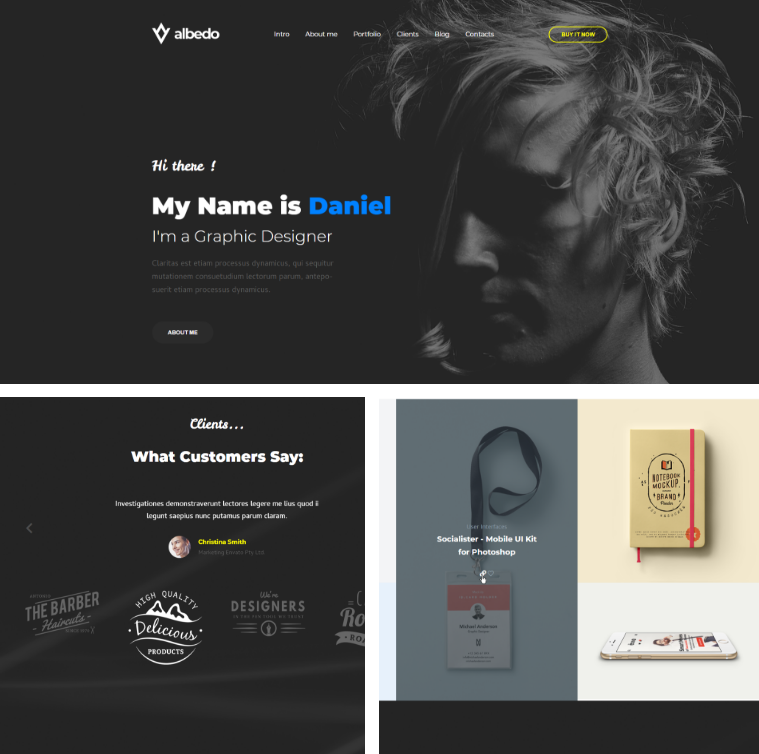 albedo
Intro About me Portfolio Clients Blog Contacts
BUY IT NOW
Hi there !
My Name is Daniel
I'm a Graphic Designer
Claritas est etiam processus dynamicus, qui sequitur
mutationem consuetudium lectorum parum, antepo-
suerit etiam processus dynamicus.
ABOUT ME
Clients...
What Customers Say:
Investigationes demonstraverunt lectores legere me lius quod ii
legunt saepius nunc putamus parum claram.
Christina Smith
Marketing Envato Pty Ltd
THE BARBER
Haircuts
HIGH QUALITY
Delicious
PRODUCTS
We're
DESIGNERS
User Interfaces
Socialister - Mobile UI Kit
for Photoshop
Michael Anderson
NOTEBOOK
MOCKUP.
BRAND